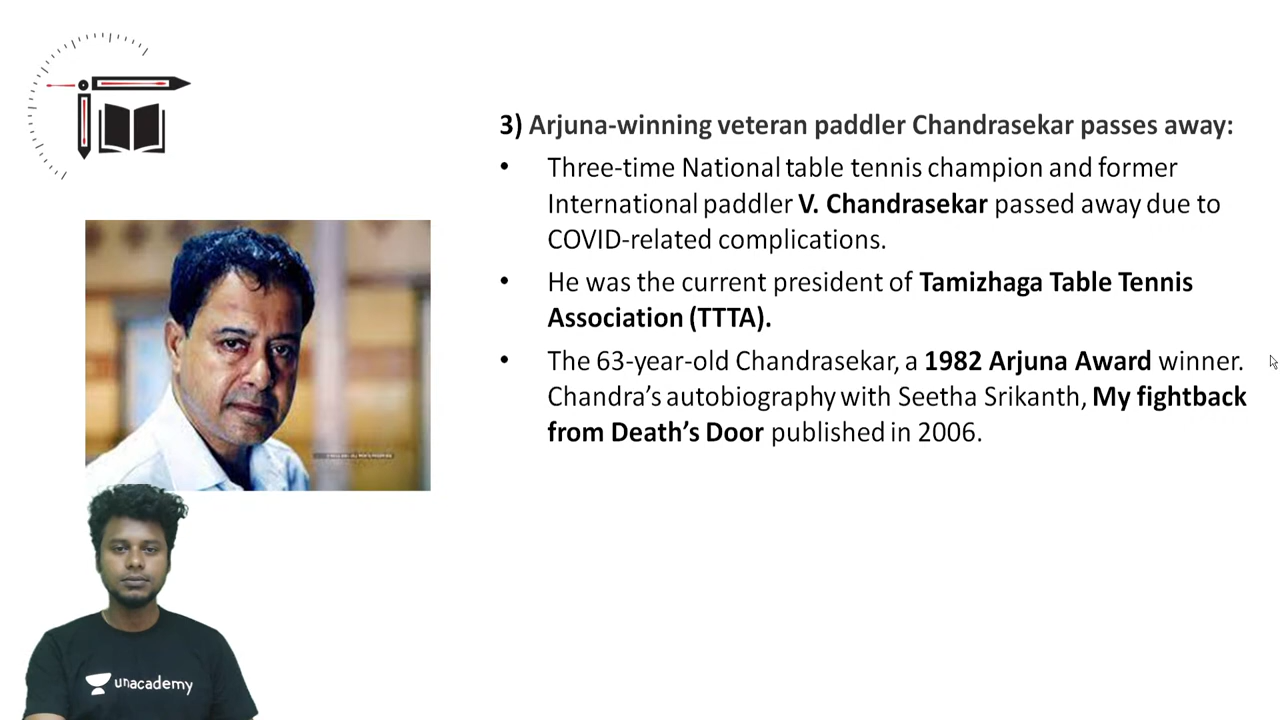 3) Arjuna-winning veteran paddler Chandrasekar passes away:
• Three-time National table tennis champion and former
International paddler V. Chandrasekar passed away due to
COVID-related complications.
• He was the current president of Tamizhaga Table Tennis
Association (TTTA).
• The 63-year-old Chandrasekar, a 1982 Arjuna Award winner.
Chandra’s autobiography with Seetha Srikanth, My fightback
from Death’s Door published in 2006.
unacademy